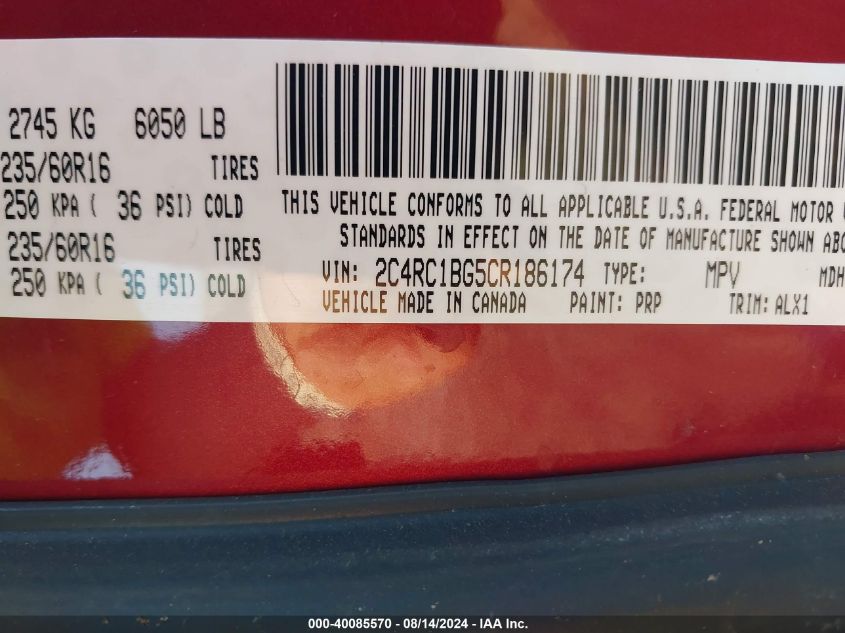 2745 KG 6050 LB
235/60R16 TIRES
250 KPA ( 36 PSI) COLD
235/60R16 TIRES
250 KPA ( 36 PSI) COLD
THIS VEHICLE CONFORMS TO ALL APPLICABLE U.S.A. FEDERAL MOTOR
STANDARDS IN EFFECT ON THE DATE OF MANUFACTURE SHOWN ABO
VIN: 2C4RC1BG5CR186174 TYPE: MPV MDH
VEHICLE MADE IN CANADA PAINT: PRP TRIM: ALX1
000-40085570 - 08/14/2024 - IAA Inc.